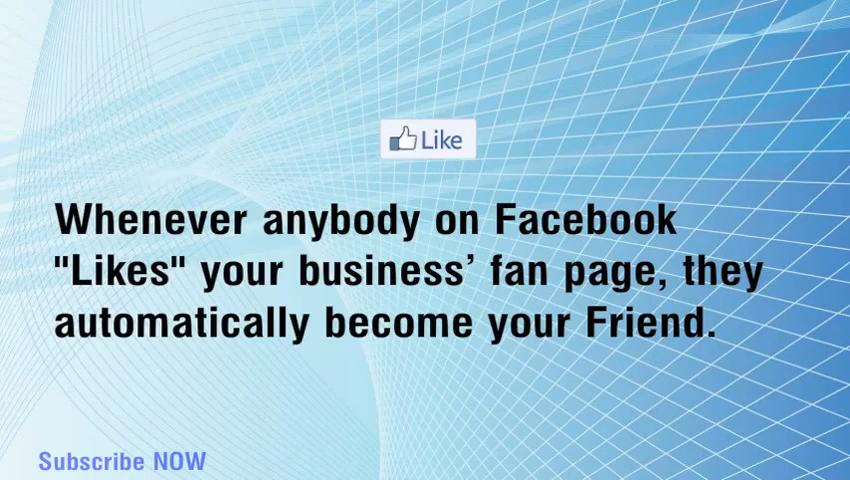 Like
Whenever anybody on Facebook
"Likes" your business’ fan page, they
automatically become your Friend.
Subscribe NOW